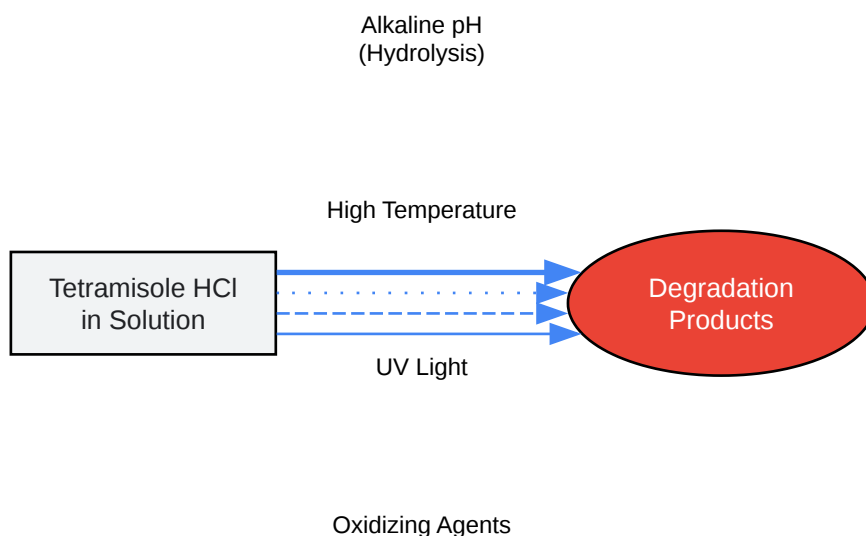 Alkaline pH
(Hydrolysis)
High Temperature
Tetramisole HCl
in Solution
Degradation
Products
UV Light
Oxidizing Agents